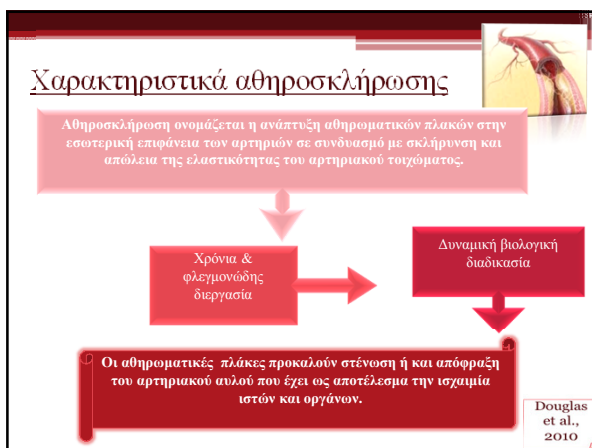 Χαρακτηριστικά αθηροσκλήρωσης
Αθηροσκλήρωση ονομάζεται η ανάπτυξη αθηρωματικών πλακών στην
εσωτερική επιφάνεια των αρτηριών σε συνδυασμό με σκλήρυνση και
απώλεια της ελαστικότητας του αρτηριακού τοιχώματος.
Χρόνια &
φλεγμονώδης
διεργασία
Δυναμική βιολογική
διαδικασία
Οι αθηρωματικές πλάκες προκαλούν στένωση ή και απόφραξη
του αρτηριακού αυλού που έχει ως αποτέλεσμα την ισχαιμία
ιστών και οργάνων.
Douglas
et al.,
2010